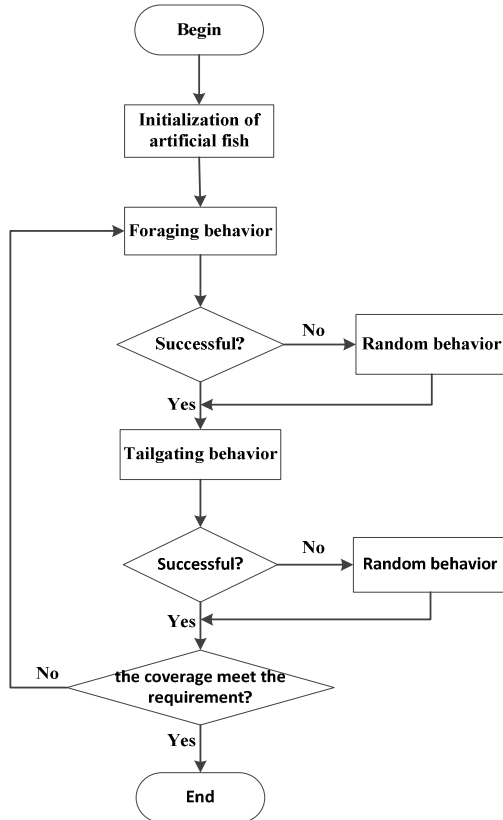 Begin
Initialization of
artificial fish
Foraging behavior
Successful?
No
Random behavior
Yes
Tailgating behavior
Successful?
No
Random behavior
Yes
the coverage meet the
requirement?
No
Yes
End